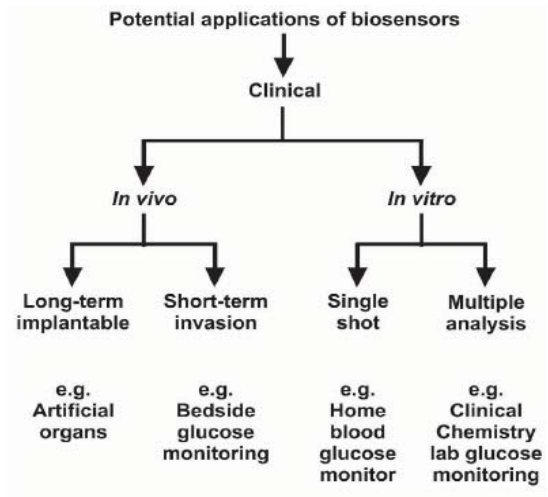 Potential applications of biosensors
Clinical
In vivo
In vitro
Long-term
implantable
Short-term
invasion
Single
shot
Multiple
analysis
e.g.
Artificial
organs
e.g.
Bedside
glucose
monitoring
e.g.
Home
blood
glucose
monitor
e.g.
Clinical
Chemistry
lab glucose
monitoring